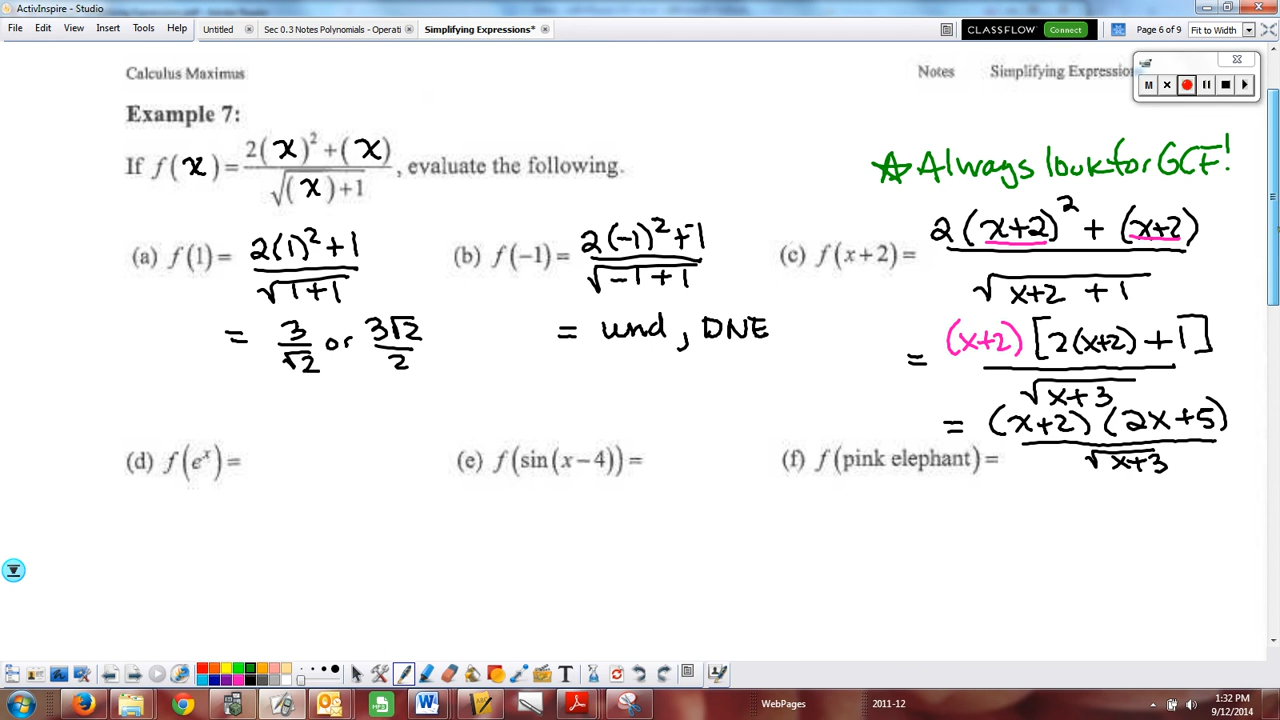 ActivInspire - Studio
File Edit View Insert Tools Help Untitled Sec 0.3 Notes Polynomials - Operati Simplifying Expressions* CLASSFLOW Connect Page 6 of 9 Fit to Width
Calculus Maximus Notes Simplifying Expression
M
Example 7:
If f(x) = 2(x)² + (x) / √(x) + 1, evaluate the following.
☆ Always look for GCF!
(a) f(1) = 2(1)² + 1 / √1+1
= 3/√2 or 3√2/2
(b) f(-1) = 2(-1)² + -1 / √-1+1
= und, DNE
(c) f(x+2) = 2(x+2)² + (x+2) / √x+2 +1
= (x+2)[2(x+2)+1] / √x+3
= (x+2)(2x+5) / √x+3
(d) f(eˣ) =
(e) f(sin(x-4)) =
(f) f(pink elephant) =
WebPages 2011-12 1:32 PM
9/12/2014